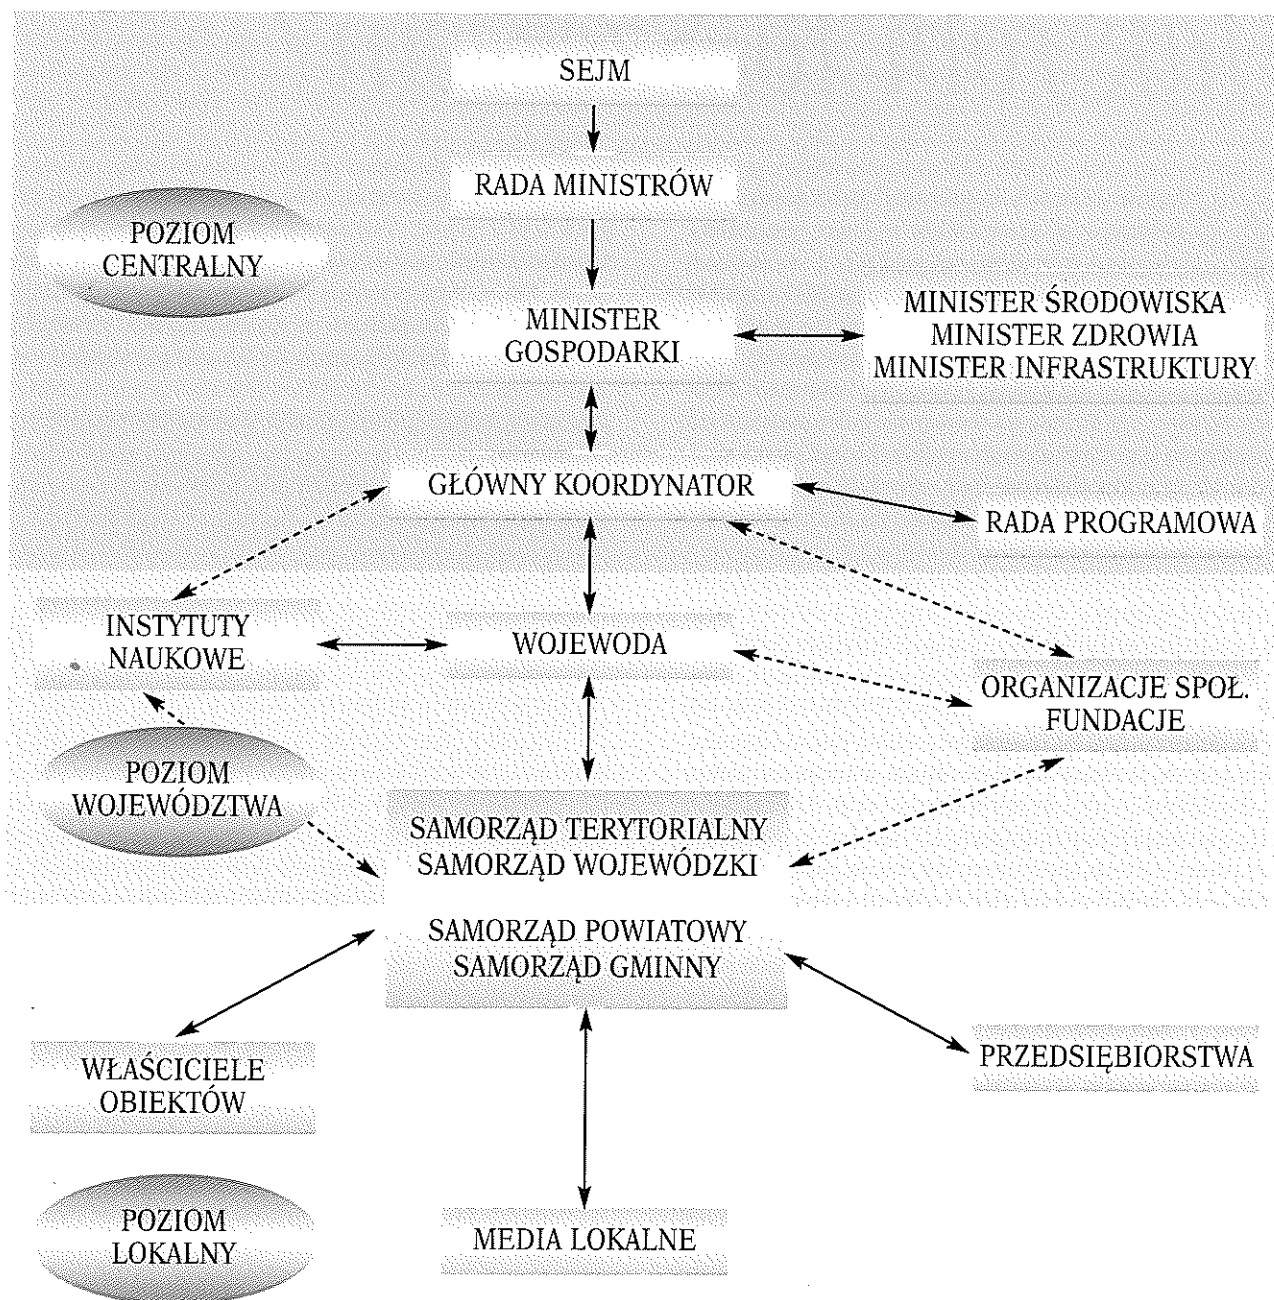 SEJM
RADA MINISTRÓW
POZIOM
CENTRALNY
MINISTER
GOSPODARKI
MINISTER ŚRODOWISKA
MINISTER ZDROWIA
MINISTER INFRASTRUKTURY
GŁÓWNY KOORDYNATOR
RADA PROGRAMOWA
INSTYTUTY
NAUKOWE
WOJEWODA
ORGANIZACJE SPOŁ.
FUNDACJE
POZIOM
WOJEWÓDZTWA
SAMORZĄD TERYTORIALNY
SAMORZĄD WOJEWÓDZKI
SAMORZĄD POWIATOWY
SAMORZĄD GMINNY
WŁAŚCICIELE
OBIEKTÓW
PRZEDSIĘBIORSTWA
POZIOM
LOKALNY
MEDIA LOKALNE